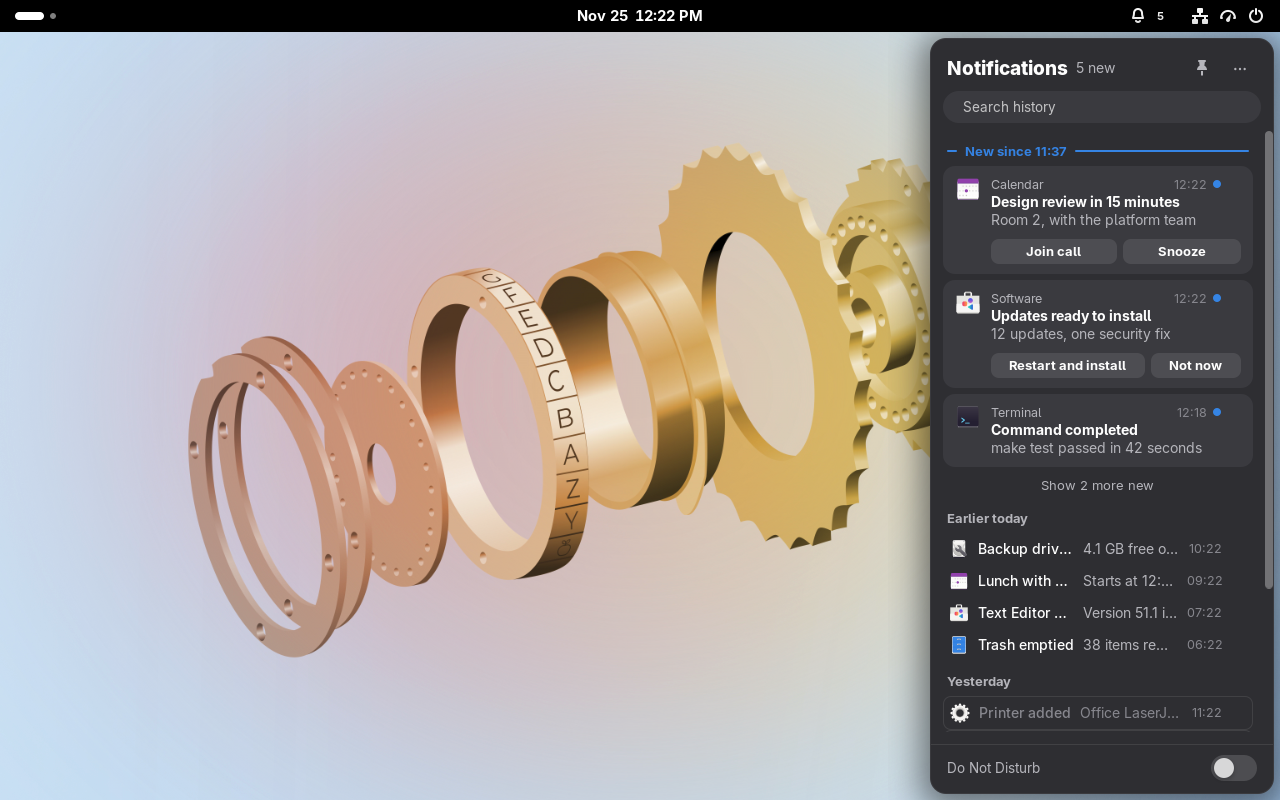 Nov 25 12:22 PM
5
Notifications 5 new
Search history
New since 11:37
Calendar 12:22
Design review in 15 minutes
Room 2, with the platform team
Join call Snooze
Software 12:22
Updates ready to install
12 updates, one security fix
Restart and install Not now
Terminal 12:18
Command completed
make test passed in 42 seconds
Show 2 more new
Earlier today
Backup driv... 4.1 GB free o... 10:22
Lunch with ... Starts at 12:... 09:22
Text Editor ... Version 51.1 i... 07:22
Trash emptied 38 items re... 06:22
Yesterday
Printer added Office LaserJ... 11:22
Do Not Disturb
G
F
E
D
C
B
A
Z
Y